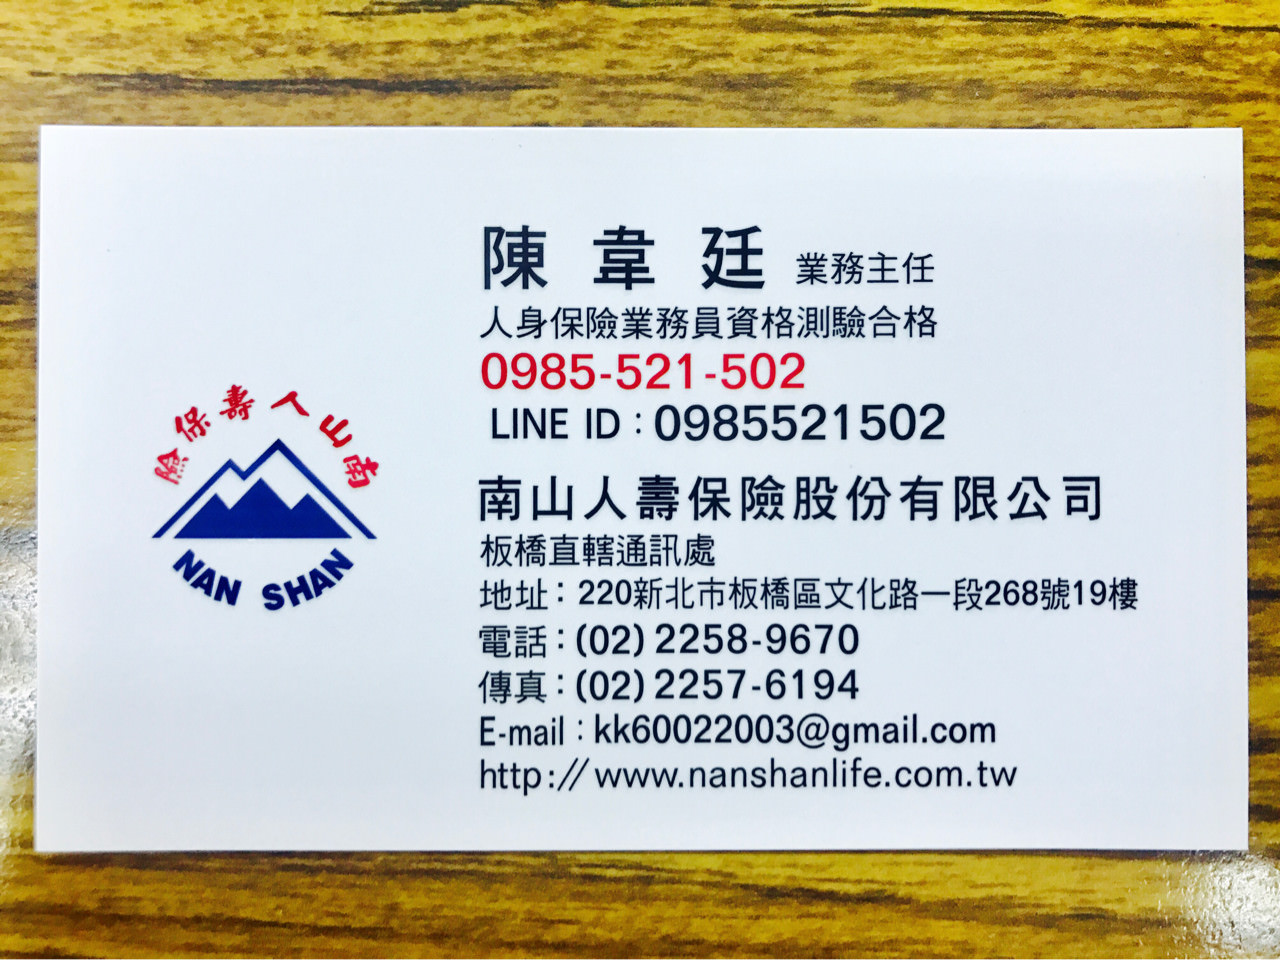 南山人壽保險
NAN SHAN
陳韋廷 業務主任
人身保險業務員資格測驗合格
0985-521-502
LINE ID：0985521502
南山人壽保險股份有限公司
板橋直轄通訊處
地址：220新北市板橋區文化路一段268號19樓
電話：(02) 2258-9670
傳真：(02) 2257-6194
E-mail：kk60022003@gmail.com
http://www.nanshanlife.com.tw